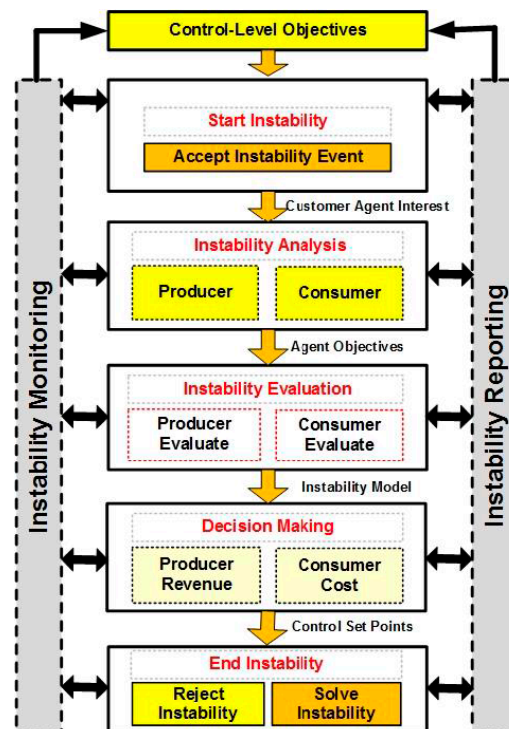 Control-Level Objectives
Instability Monitoring
Instability Reporting
Start Instability
Accept Instability Event
Customer Agent Interest
Instability Analysis
Producer
Consumer
Agent Objectives
Instability Evaluation
Producer
Evaluate
Consumer
Evaluate
Instability Model
Decision Making
Producer
Revenue
Consumer
Cost
Control Set Points
End Instability
Reject
Instability
Solve
Instability